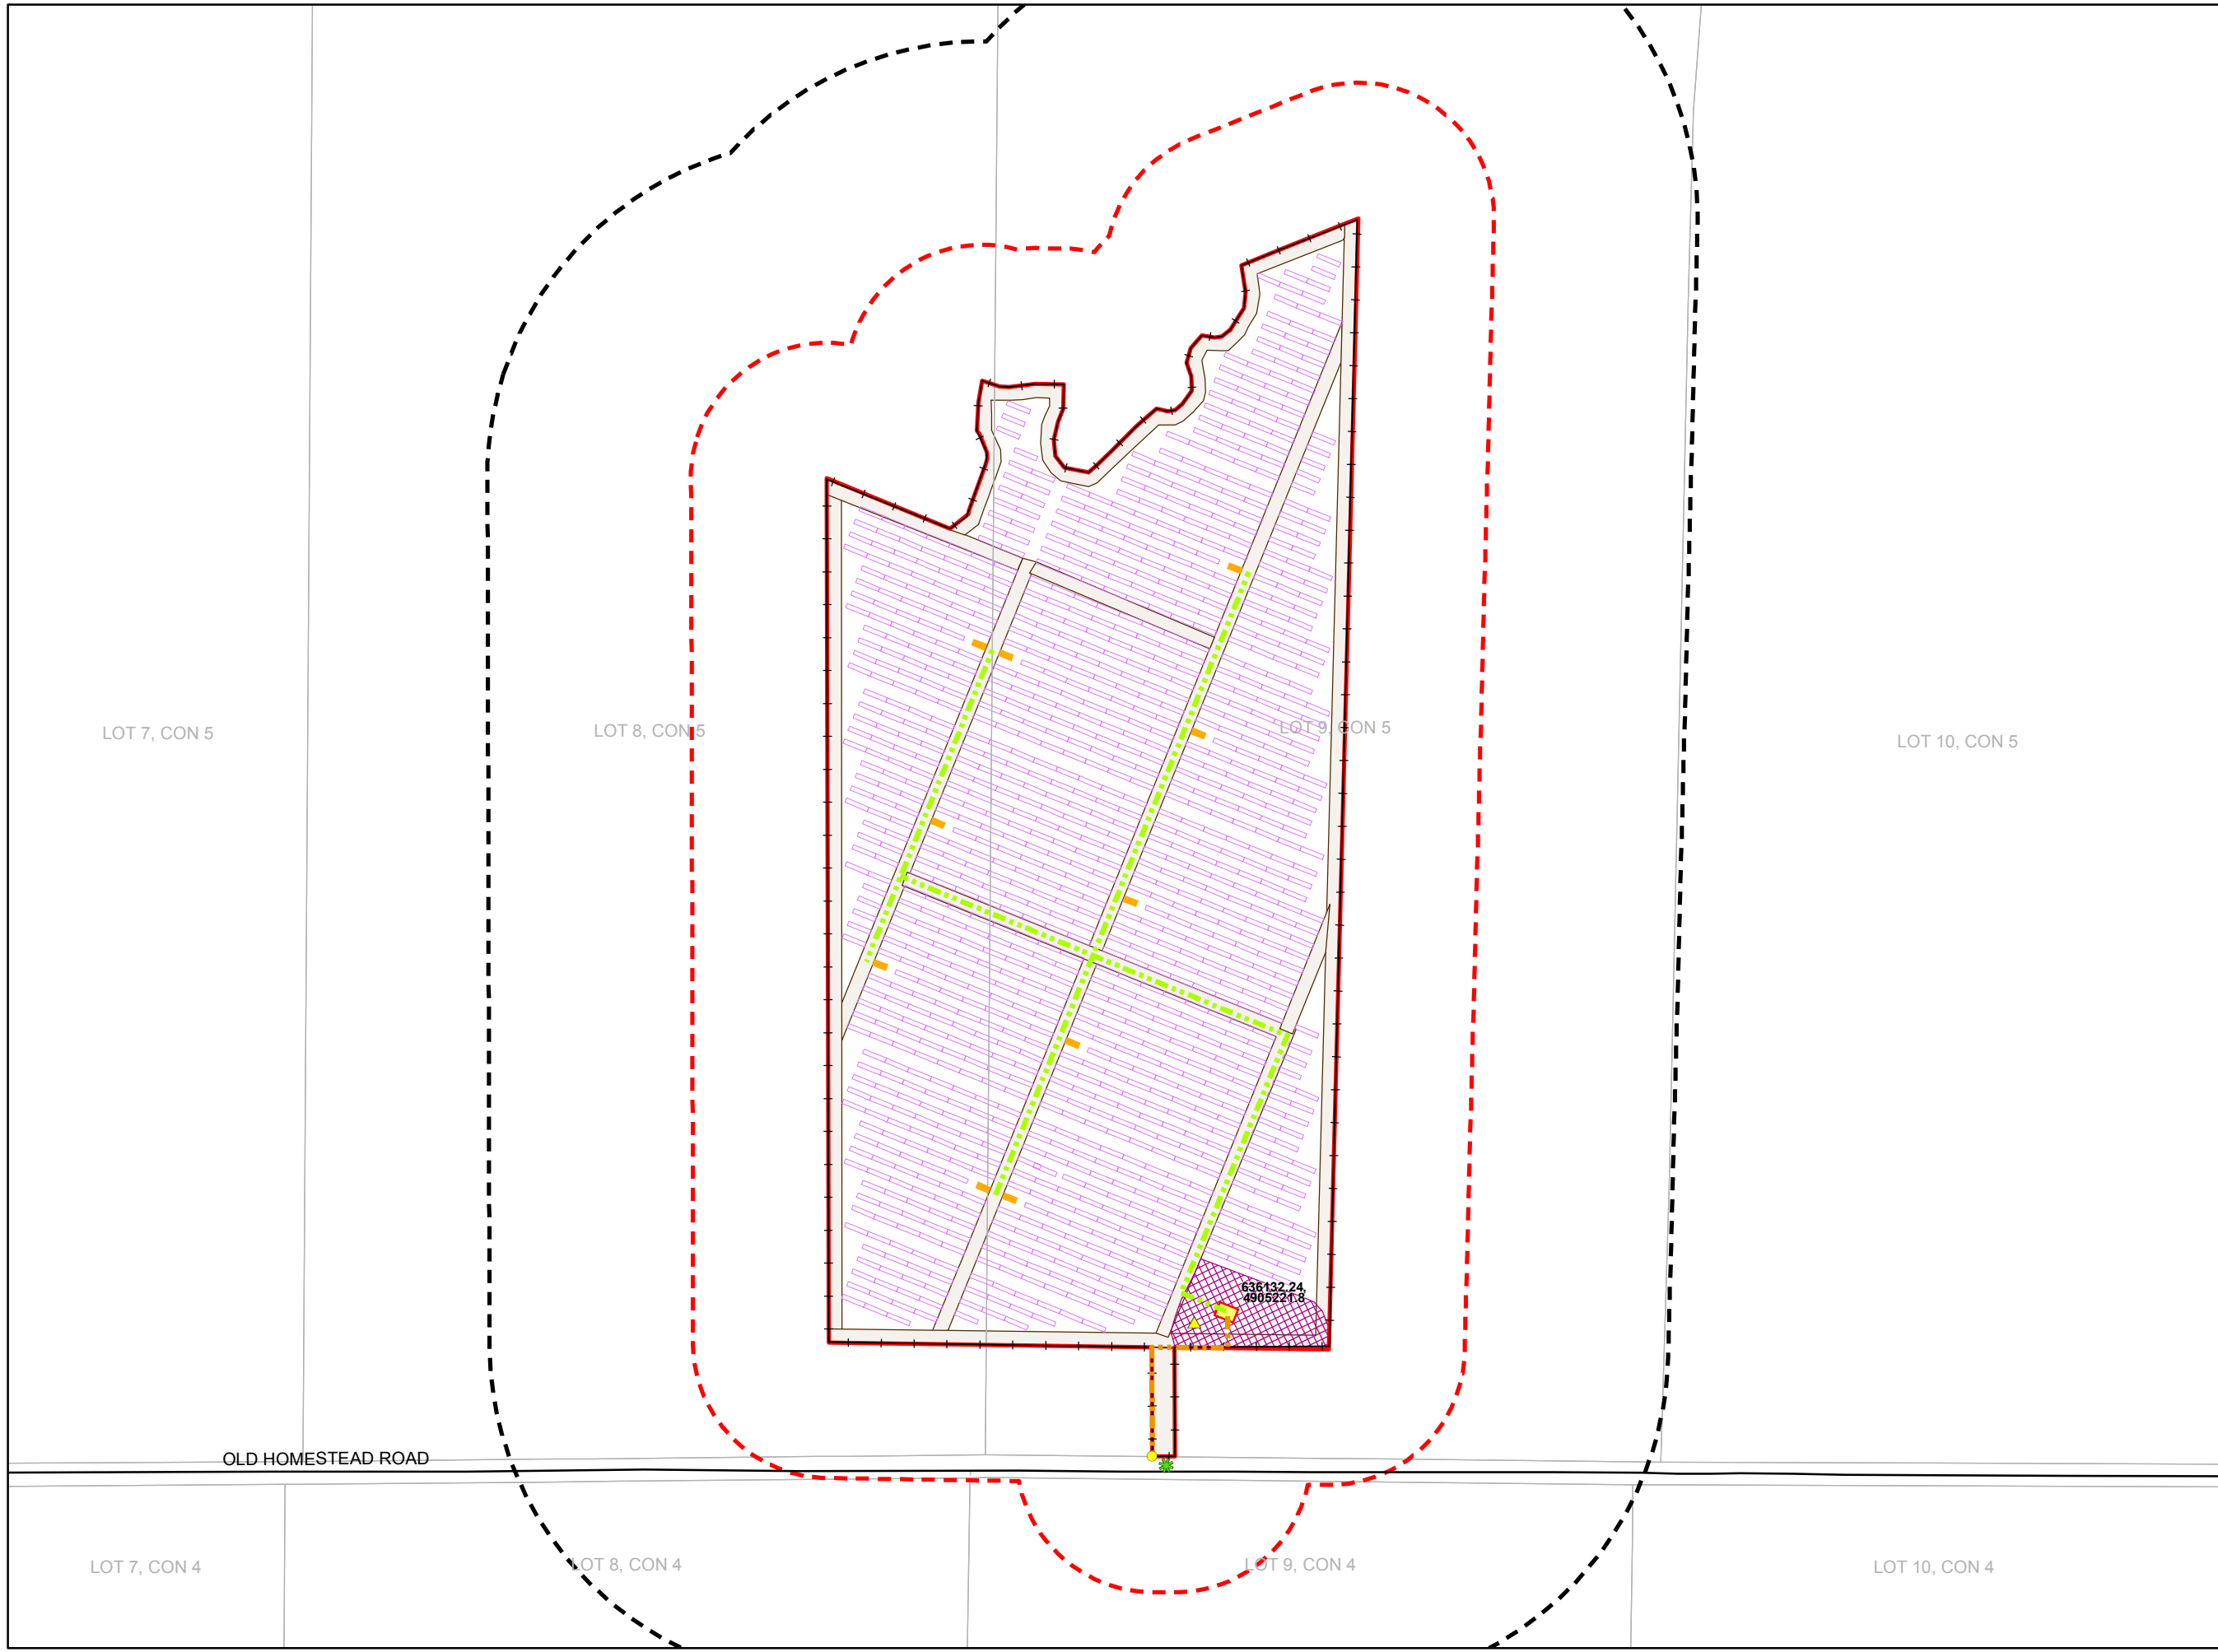 LOT 7, CON 5
LOT 8, CON 5
LOT 9, CON 5
LOT 10, CON 5
636132.24,
4905221.8
OLD HOMESTEAD ROAD
LOT 7, CON 4
LOT 8, CON 4
LOT 9, CON 4
LOT 10, CON 4